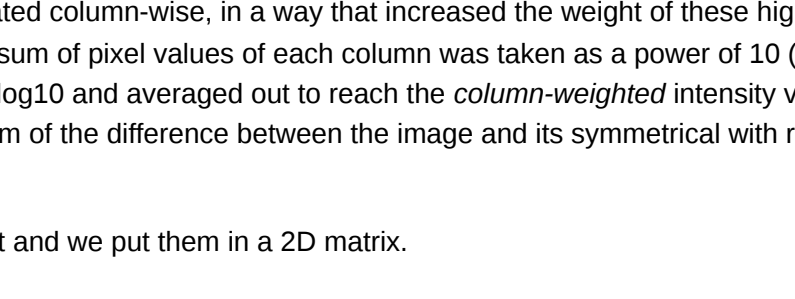 column-wise, in a way that increased the weight of these
sum of pixel values of each column was taken as a power of 10 (
log10 and averaged out to reach the column-weighted intensity
of the difference between the image and its symmetrical with
and we put them in a 2D matrix.